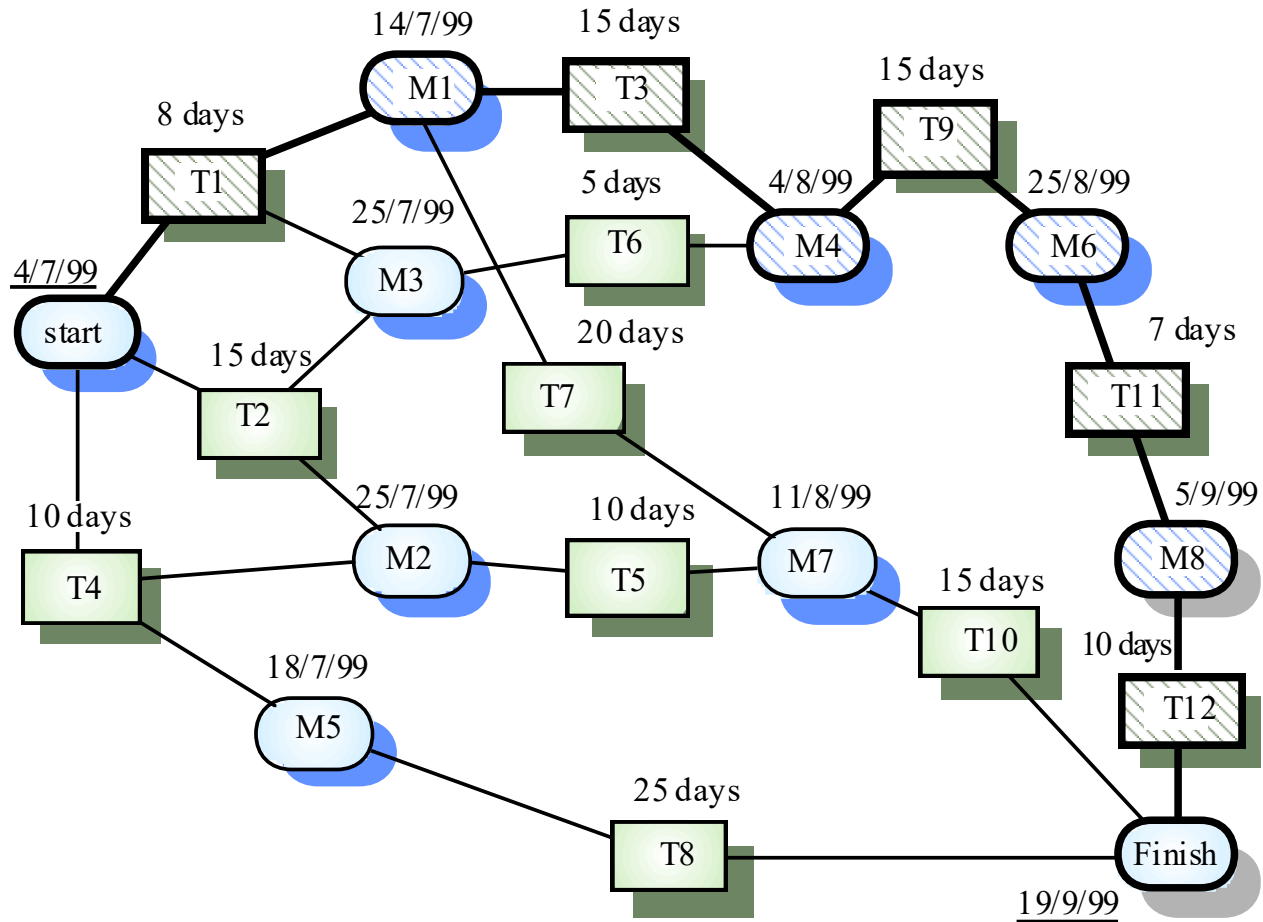 14/7/99
15 days
M1
T3
15 days
T9
8 days
T1
5 days
4/8/99
25/8/99
25/7/99
T6
M4
M6
M3
4/7/99
start
20 days
7 days
15 days
T7
T11
T2
25/7/99
11/8/99
5/9/99
10 days
10 days
M2
T5
M7
M8
T4
15 days
T10
10 days
18/7/99
M5
T12
25 days
T8
Finish
19/9/99